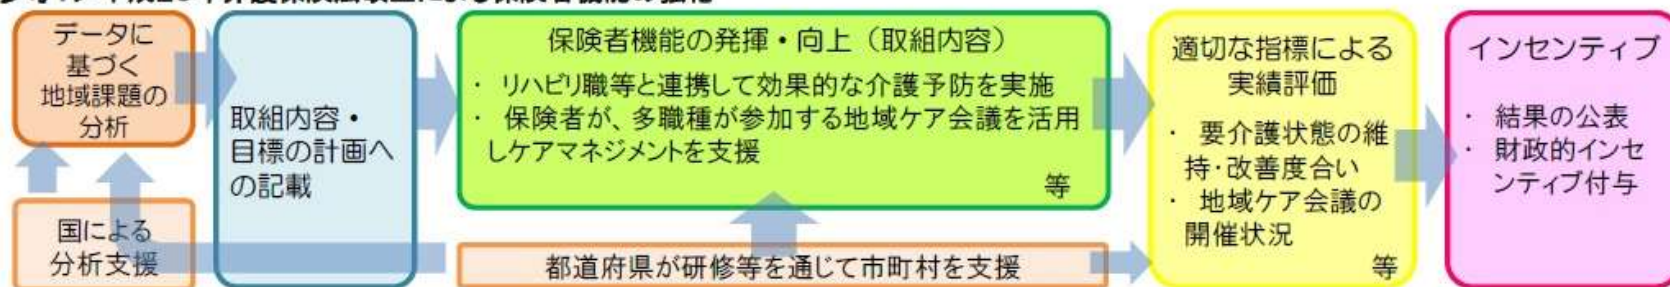 データに
基づく
地域課題の
分析
国による
分析支援
取組内容・
目標の計画へ
の記載
保険者機能の発揮・向上（取組内容）
・ リハビリ職等と連携して効果的な介護予防を実施
・ 保険者が、多職種が参加する地域ケア会議を活用
しケアマネジメントを支援
等
都道府県が研修等を通じて市町村を支援
適切な指標による
実績評価
・ 要介護状態の維
持･改善度合い
・ 地域ケア会議の
開催状況
等
インセンティブ
・ 結果の公表
・ 財政的インセ
ンティブ付与